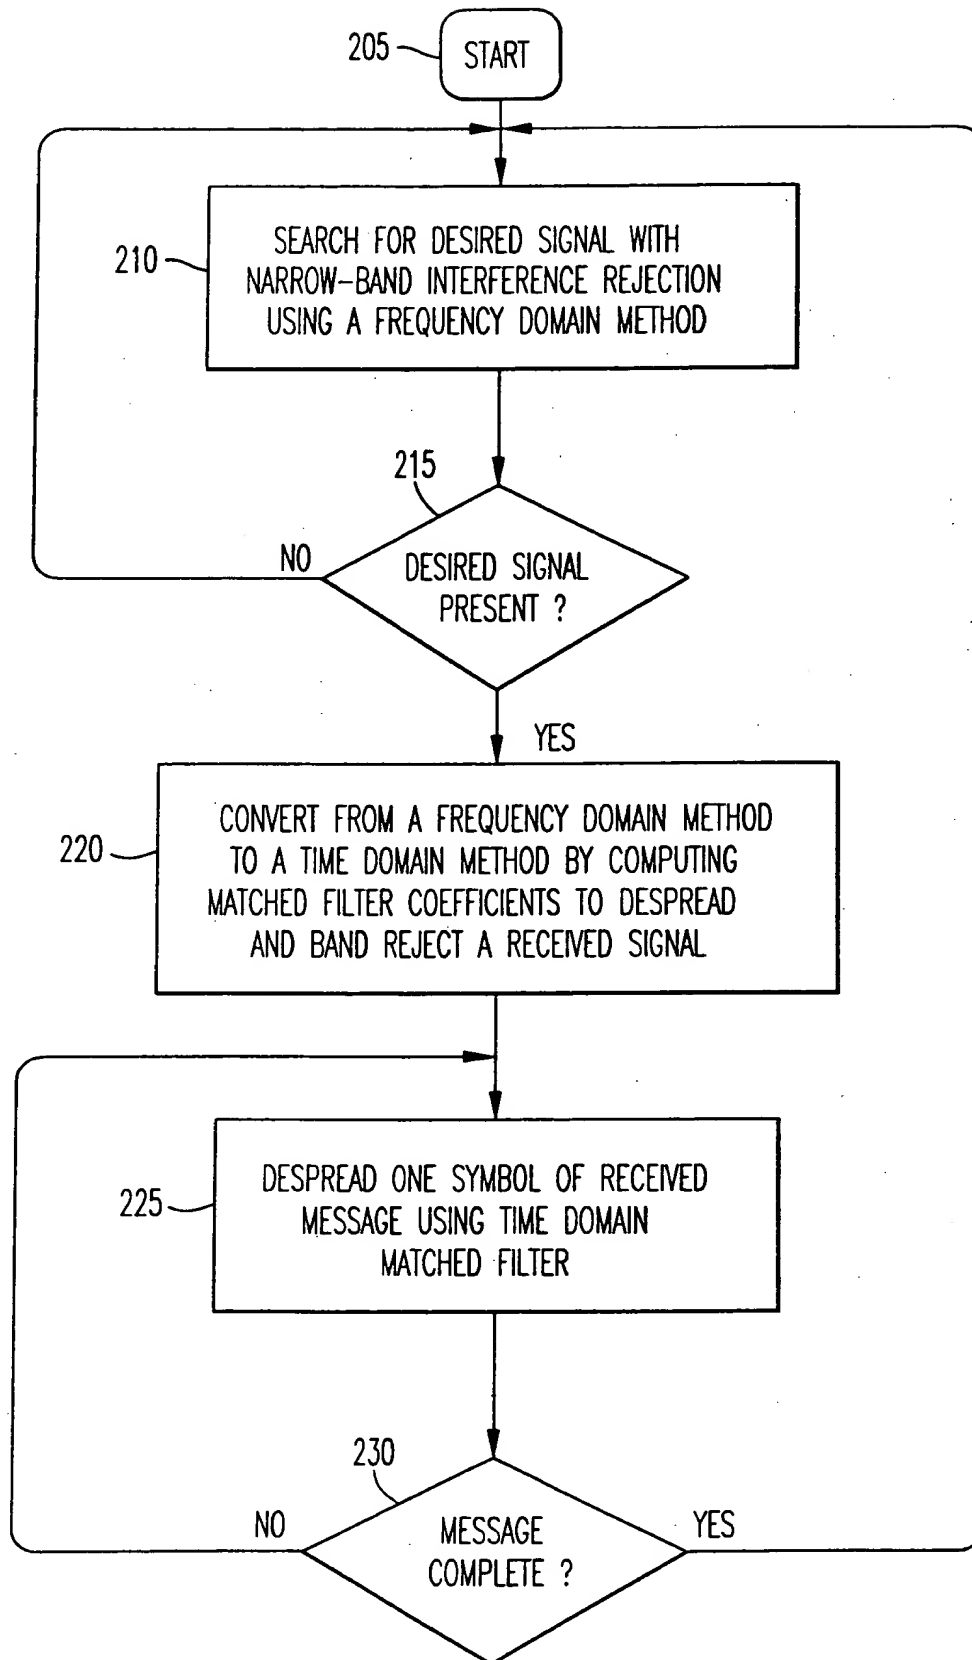 205
START
210
SEARCH FOR DESIRED SIGNAL WITH
NARROW-BAND INTERFERENCE REJECTION
USING A FREQUENCY DOMAIN METHOD
215
NO
DESIRED SIGNAL
PRESENT ?
YES
220
CONVERT FROM A FREQUENCY DOMAIN METHOD
TO A TIME DOMAIN METHOD BY COMPUTING
MATCHED FILTER COEFFICIENTS TO DESPREAD
AND BAND REJECT A RECEIVED SIGNAL
225
DESPREAD ONE SYMBOL OF RECEIVED
MESSAGE USING TIME DOMAIN
MATCHED FILTER
230
NO
MESSAGE
COMPLETE ?
YES